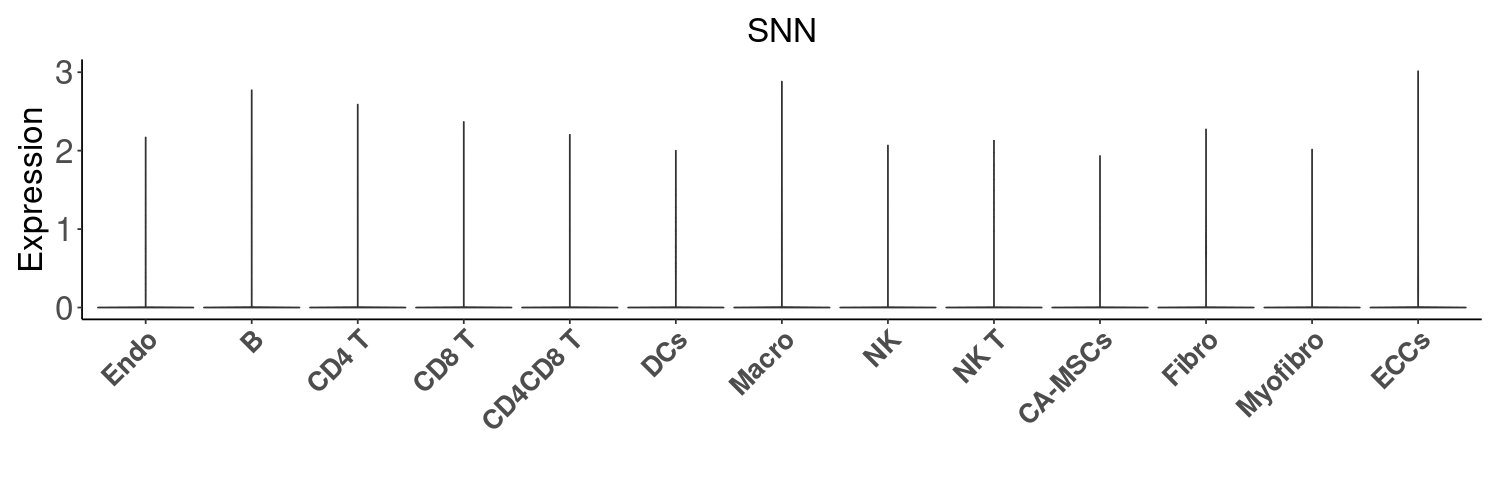 SNN
Expression
3
2
1
0
Endo
B
CD4 T
CD8 T
CD4CD8 T
DCs
Macro
NK
NK T
CA-MSCs
Fibro
Myofibro
ECCs